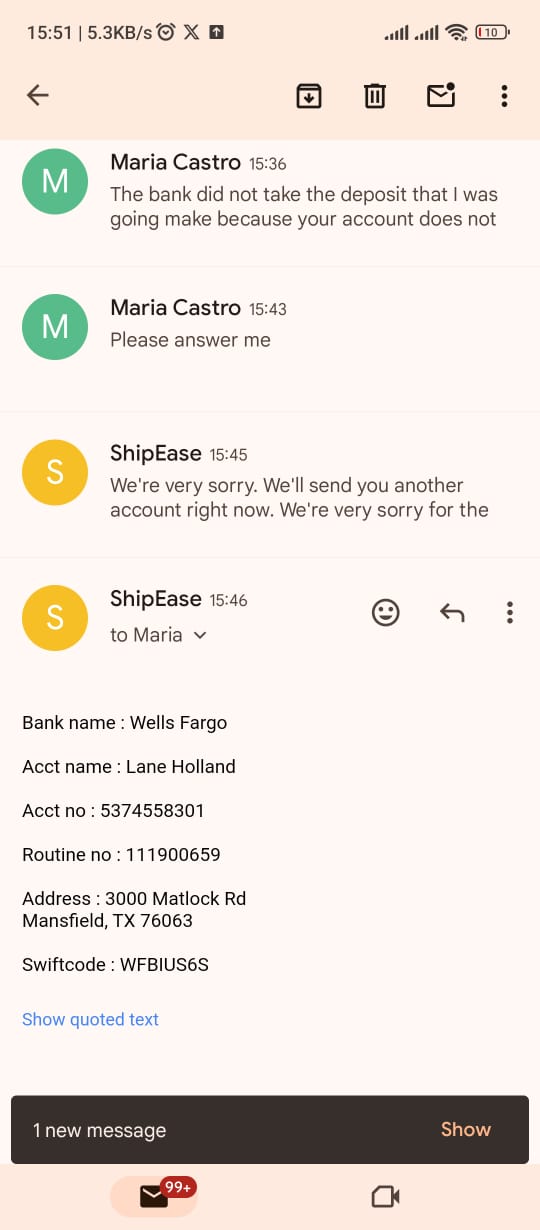 15:51 | 5.3KB/s
10
M
Maria Castro 15:36
The bank did not take the deposit that I was
going make because your account does not
M
Maria Castro 15:43
Please answer me
S
ShipEase 15:45
We're very sorry. We'll send you another
account right now. We're very sorry for the
S
ShipEase 15:46
to Maria
Bank name : Wells Fargo
Acct name : Lane Holland
Acct no : 5374558301
Routine no : 111900659
Address : 3000 Matlock Rd
Mansfield, TX 76063
Swiftcode : WFBIUS6S
Show quoted text
1 new message Show
99+